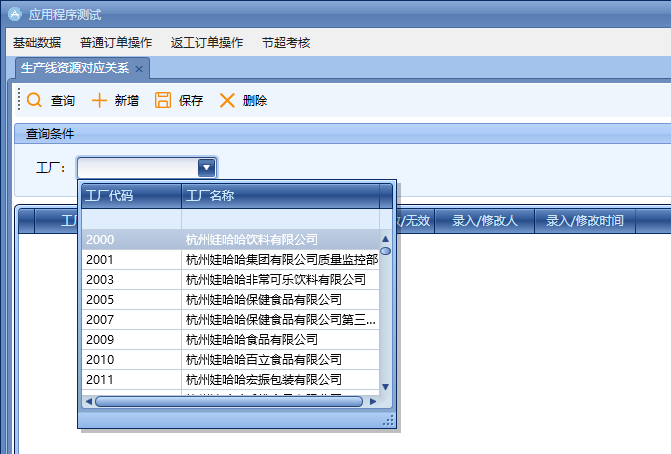 应用程序测试
基础数据 普通订单操作 返工订单操作 节超考核
生产线资源对应关系
查询 新增 保存 删除
查询条件
工厂：
工厂代码 工厂名称
/无效 录入/修改人 录入/修改时间
2000 杭州娃哈哈饮料有限公司
2001 杭州娃哈哈集团有限公司质量监控部
2003 杭州娃哈哈非常可乐饮料有限公司
2005 杭州娃哈哈保健食品有限公司
2007 杭州娃哈哈保健食品有限公司第三...
2009 杭州娃哈哈食品有限公司
2010 杭州娃哈哈百立食品有限公司
2011 杭州娃哈哈宏振包装有限公司